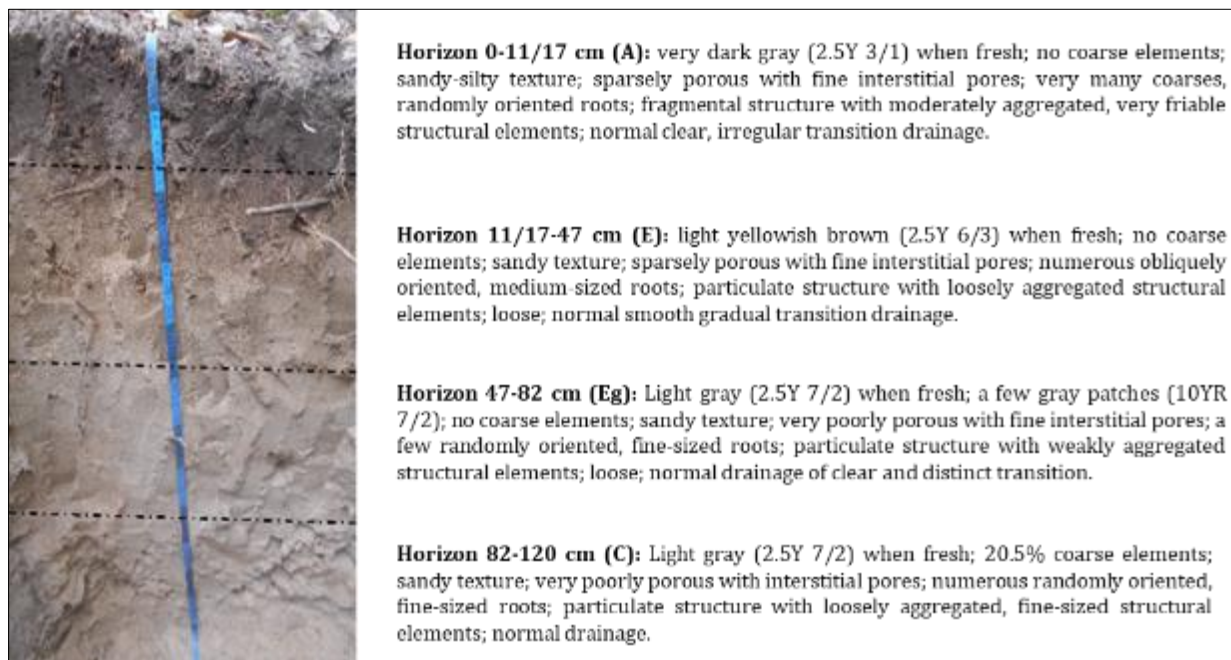 Horizon 0-11/17 cm (A): very dark gray (2.5Y 3/1) when fresh; no coarse elements;
sandy-silty texture; sparsely porous with fine interstitial pores; very many coarses,
randomly oriented roots; fragmental structure with moderately aggregated, very friable
structural elements; normal clear, irregular transition drainage.
Horizon 11/17-47 cm (E): light yellowish brown (2.5Y 6/3) when fresh; no coarse
elements; sandy texture; sparsely porous with fine interstitial pores; numerous obliquely
oriented, medium-sized roots; particulate structure with loosely aggregated structural
elements; loose; normal smooth gradual transition drainage.
Horizon 47-82 cm (Eg): Light gray (2.5Y 7/2) when fresh; a few gray patches (10YR
7/2); no coarse elements; sandy texture; very poorly porous with fine interstitial pores; a
few randomly oriented, fine-sized roots; particulate structure with weakly aggregated
structural elements; loose; normal drainage of clear and distinct transition.
Horizon 82-120 cm (C): Light gray (2.5Y 7/2) when fresh; 20.5% coarse elements;
sandy texture; very poorly porous with interstitial pores; numerous randomly oriented,
fine-sized roots; particulate structure with loosely aggregated, fine-sized structural
elements; normal drainage.